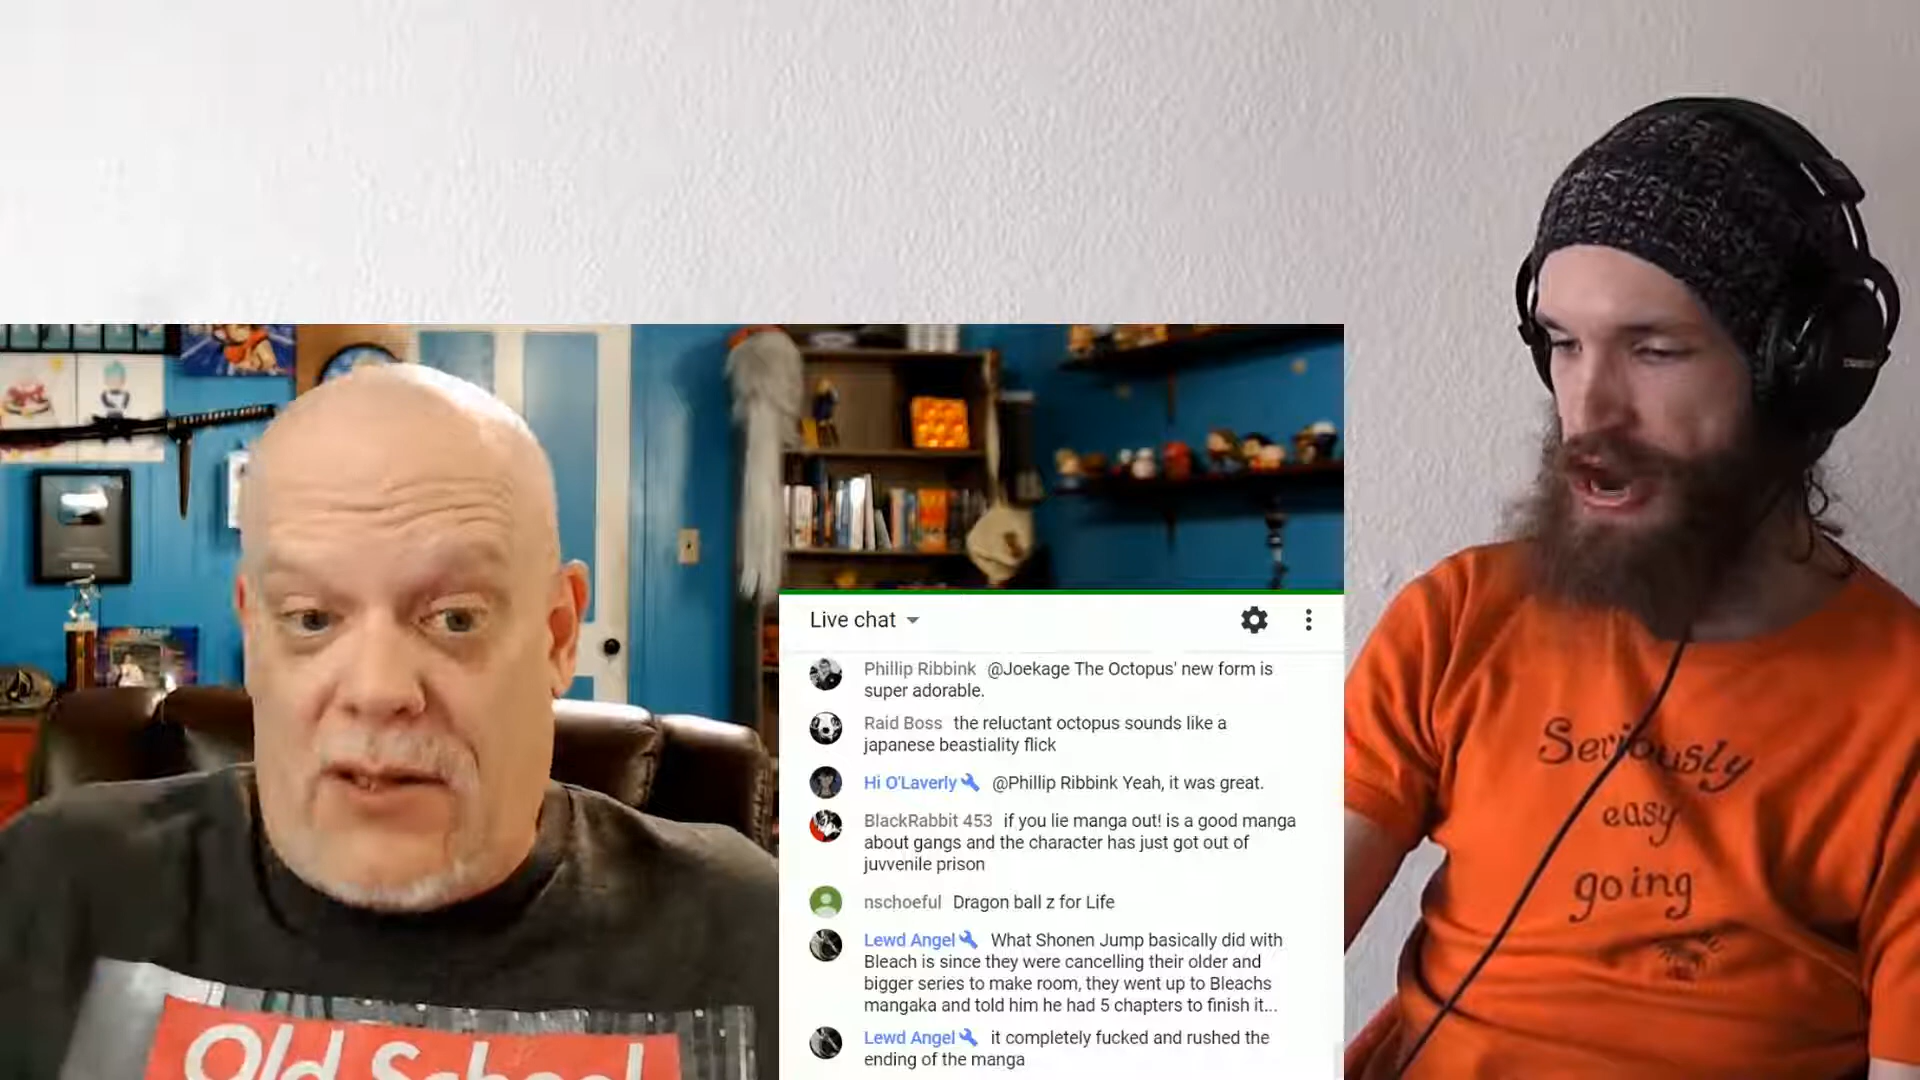 Live chat
Phillip Ribbink @Joekage The Octopus' new form is
super adorable.
Raid Boss the reluctant octopus sounds like a
japanese beastiality flick
Hi O'Laverly @Phillip Ribbink Yeah, it was great.
BlackRabbit 453 if you lie manga out! is a good manga
about gangs and the character has just got out of
juvvenile prison
nschoeful Dragon ball z for Life
Lewd Angel What Shonen Jump basically did with
Bleach is since they were cancelling their older and
bigger series to make room, they went up to Bleachs
mangaka and told him he had 5 chapters to finish it...
Lewd Angel it completely fucked and rushed the
ending of the manga
Old School
Seriously
easy
going